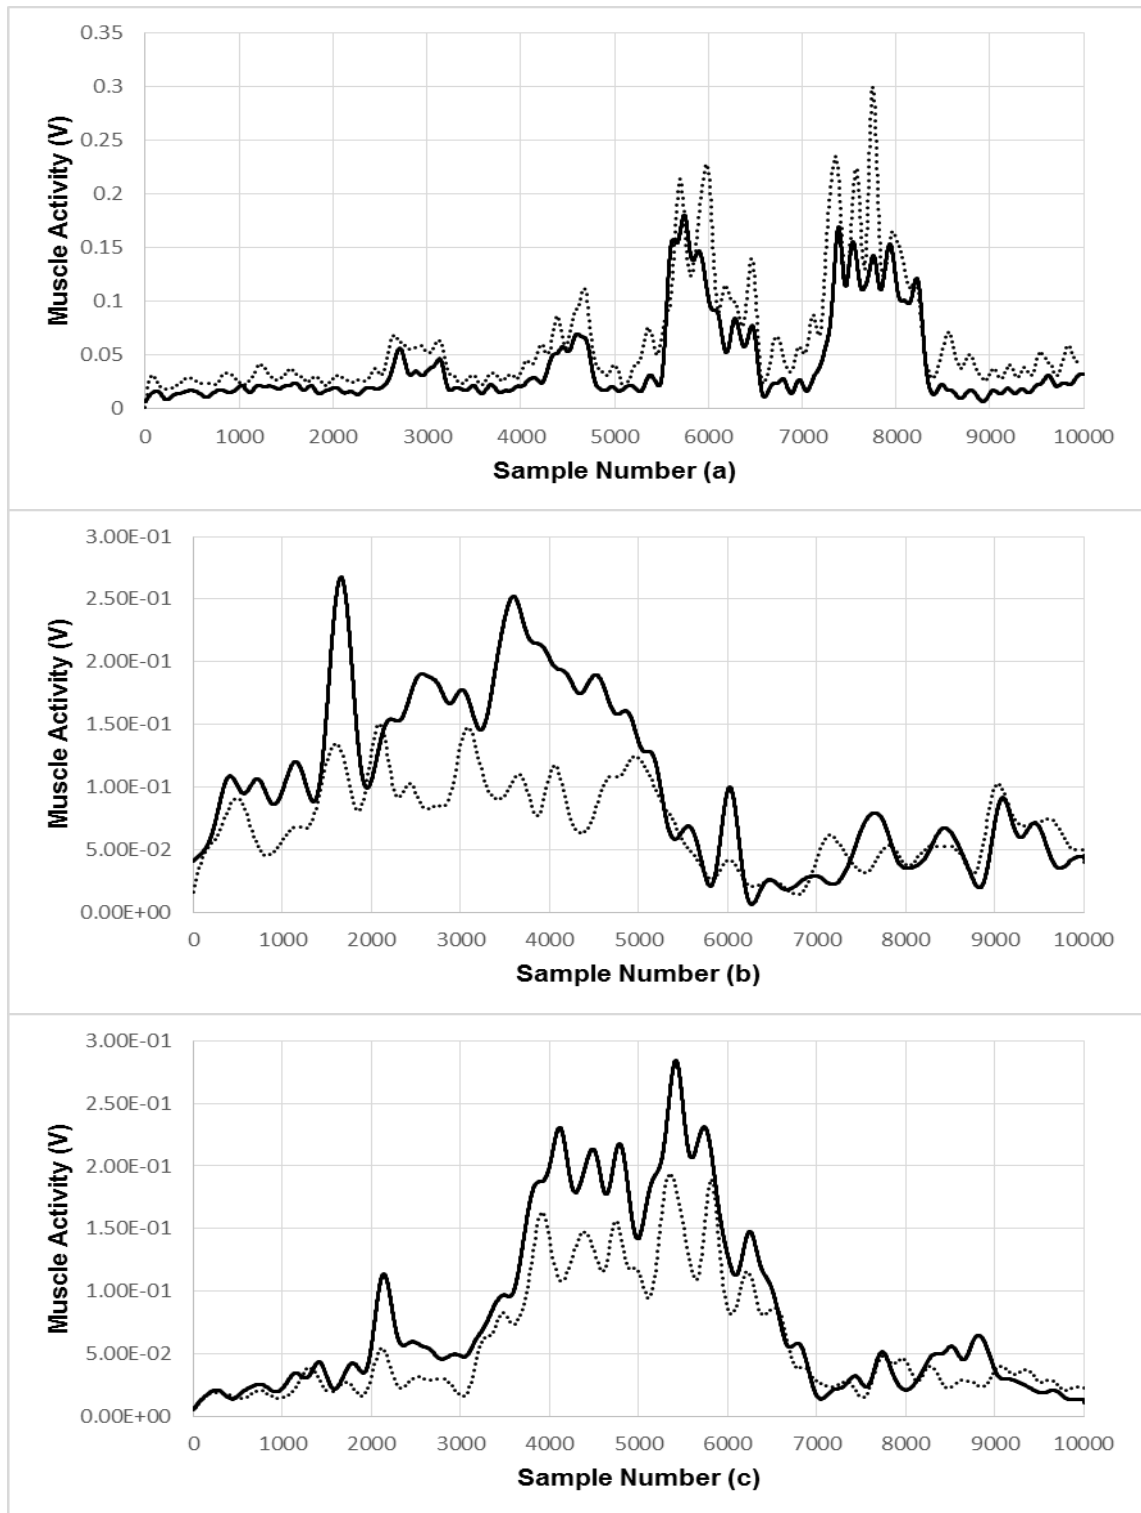 0.35
0.3
0.25
0.2
0.15
0.1
0.05
0
Muscle Activity (V)
0 1000 2000 3000 4000 5000 6000 7000 8000 9000 10000
Sample Number (a)
3.00E-01
2.50E-01
2.00E-01
1.50E-01
1.00E-01
5.00E-02
0.00E+00
Muscle Activity (V)
0 1000 2000 3000 4000 5000 6000 7000 8000 9000 10000
Sample Number (b)
3.00E-01
2.50E-01
2.00E-01
1.50E-01
1.00E-01
5.00E-02
0.00E+00
Muscle Activity (V)
0 1000 2000 3000 4000 5000 6000 7000 8000 9000 10000
Sample Number (c)